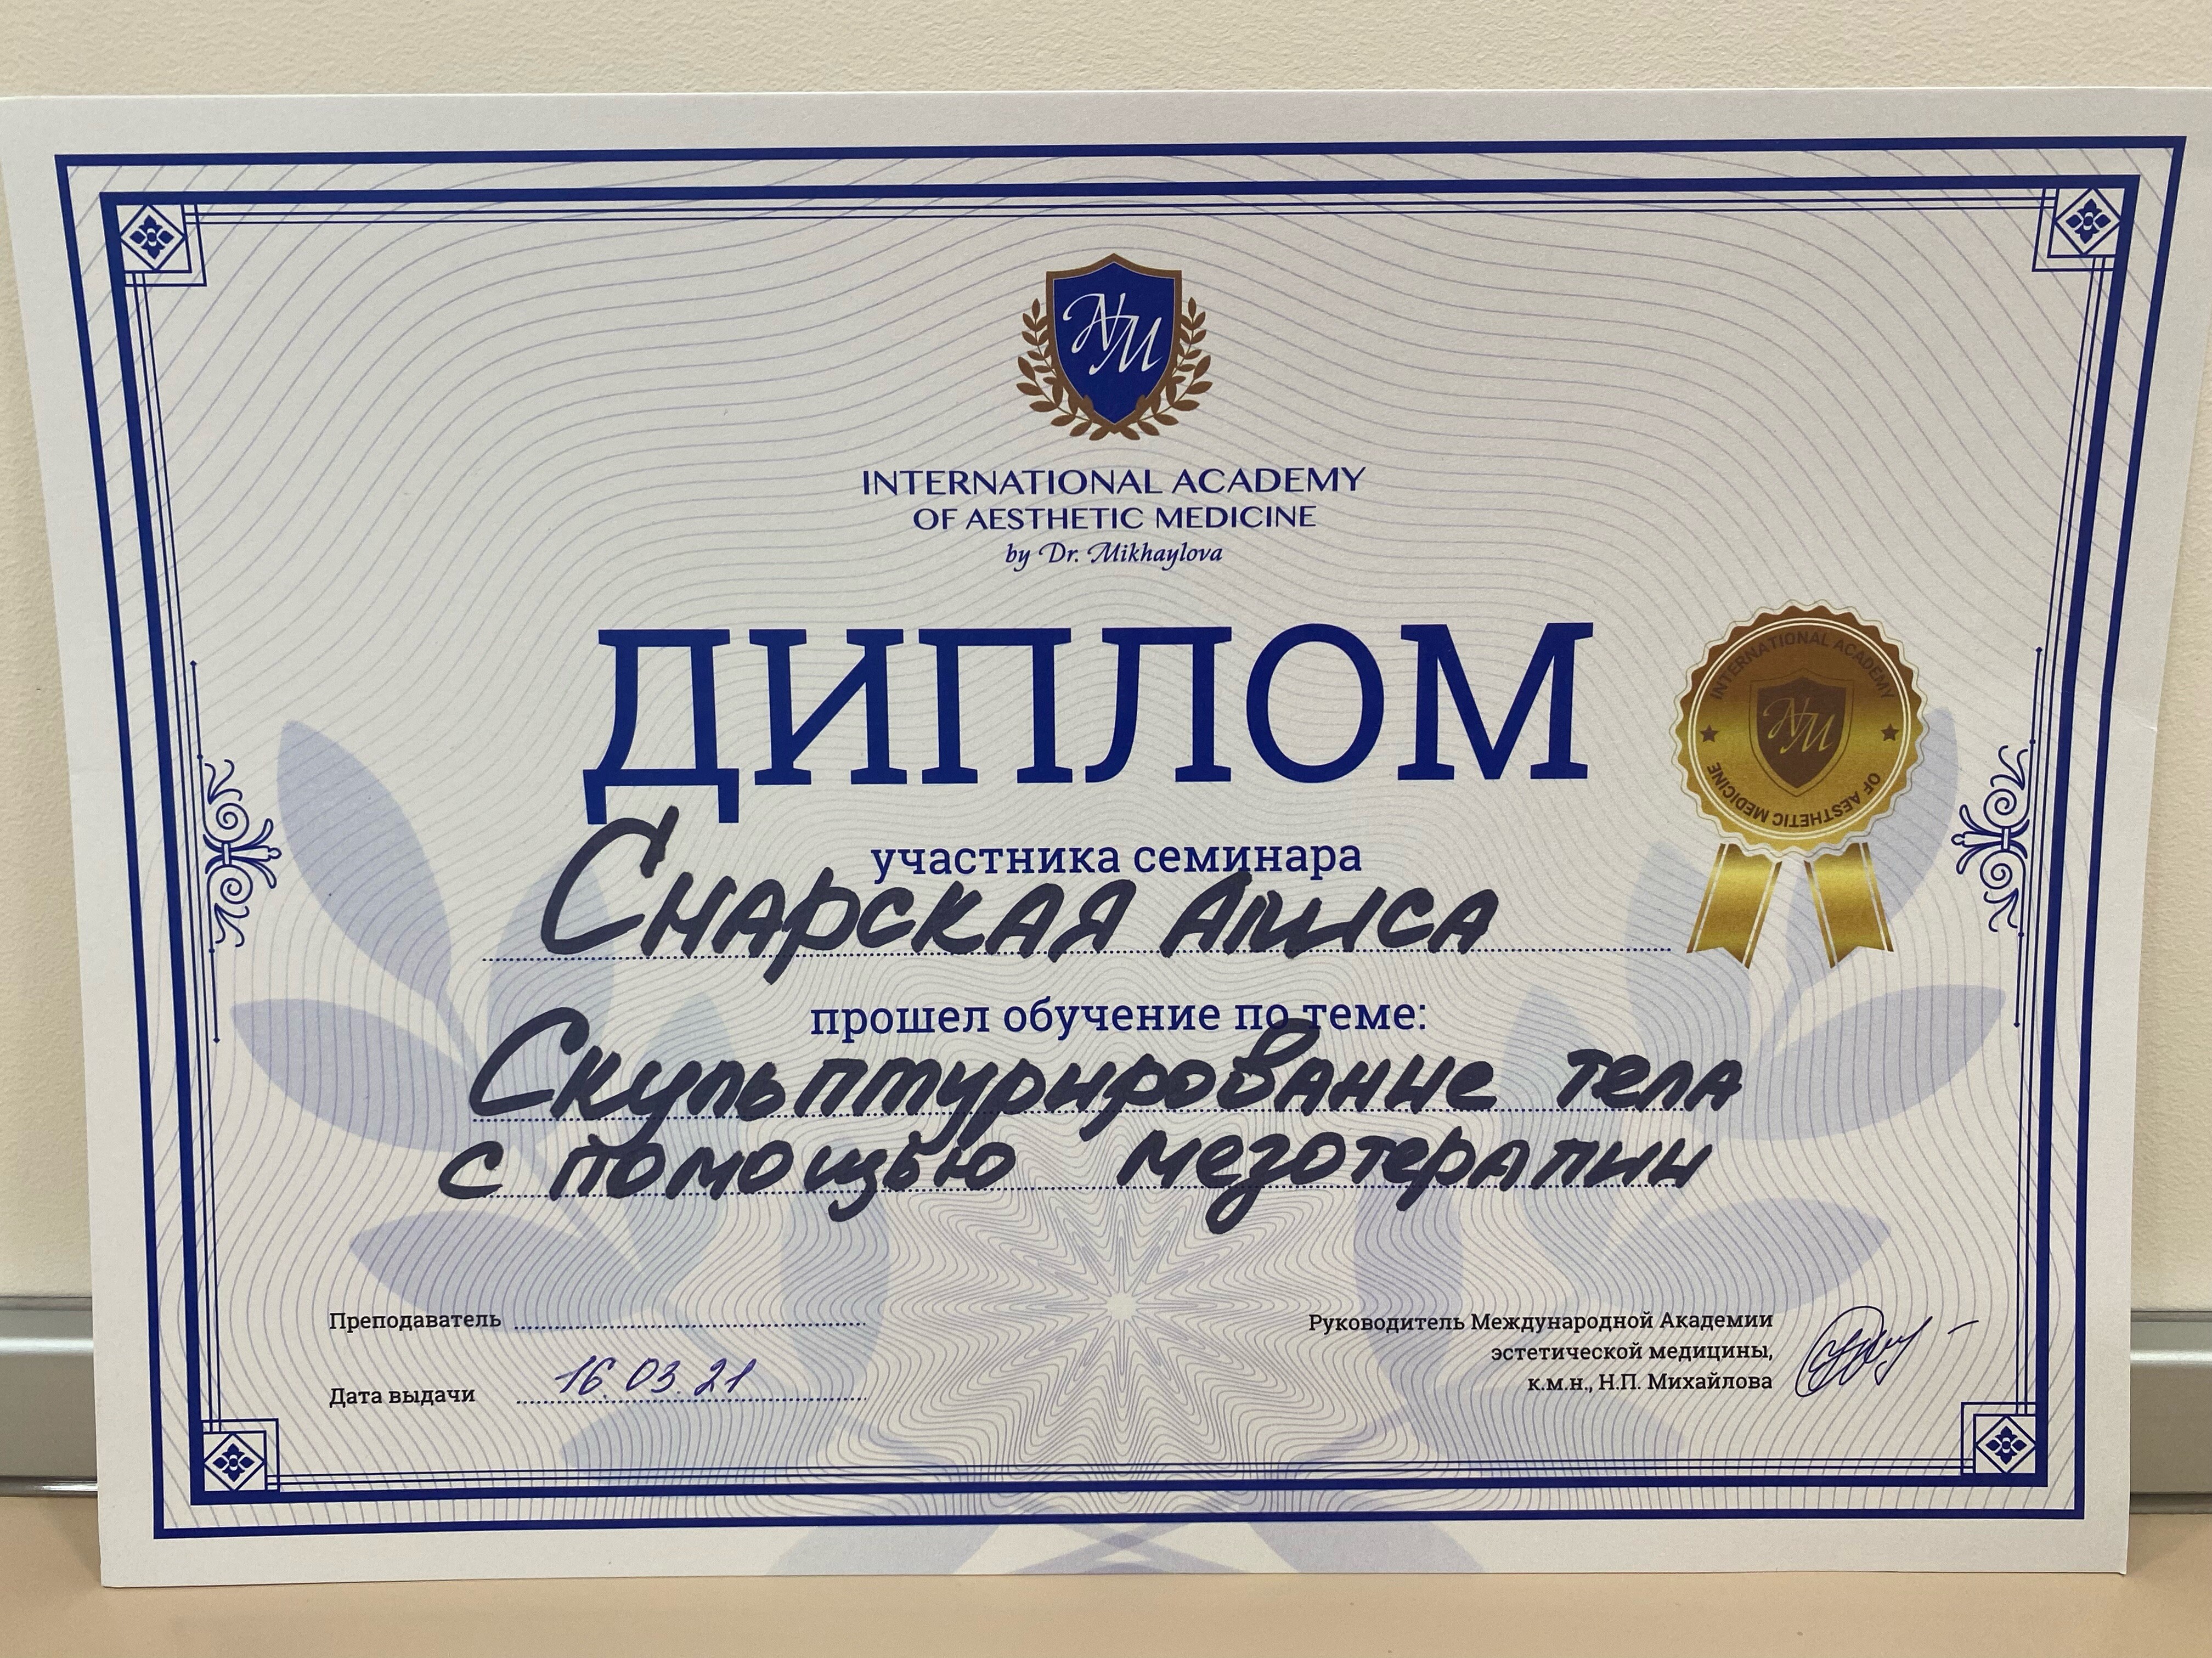 NM
INTERNATIONAL ACADEMY
OF AESTHETIC MEDICINE
by Dr. Mikhaylova
ДИПЛОМ
INTERNATIONAL ACADEMY
NM
OF AESTHETIC MEDICINE
участника семинара
Снарская Алиса
прошел обучение по теме:
Скульптурирование тела
с помощью мезотерапии
Преподаватель
Дата выдачи 16.03.21
Руководитель Международной Академии
эстетической медицины,
к.м.н., Н.П. Михайлова